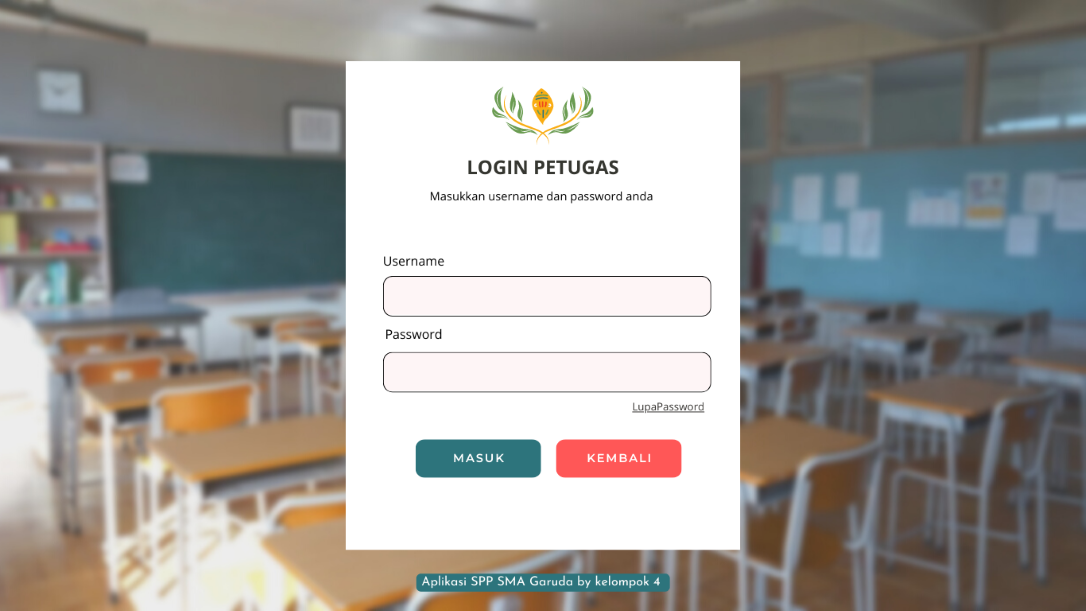 LOGIN PETUGAS
Masukkan username dan password anda
Username
Password
LupaPassword
MASUK KEMBALI
Aplikasi SPP SMA Garuda by kelompok 4